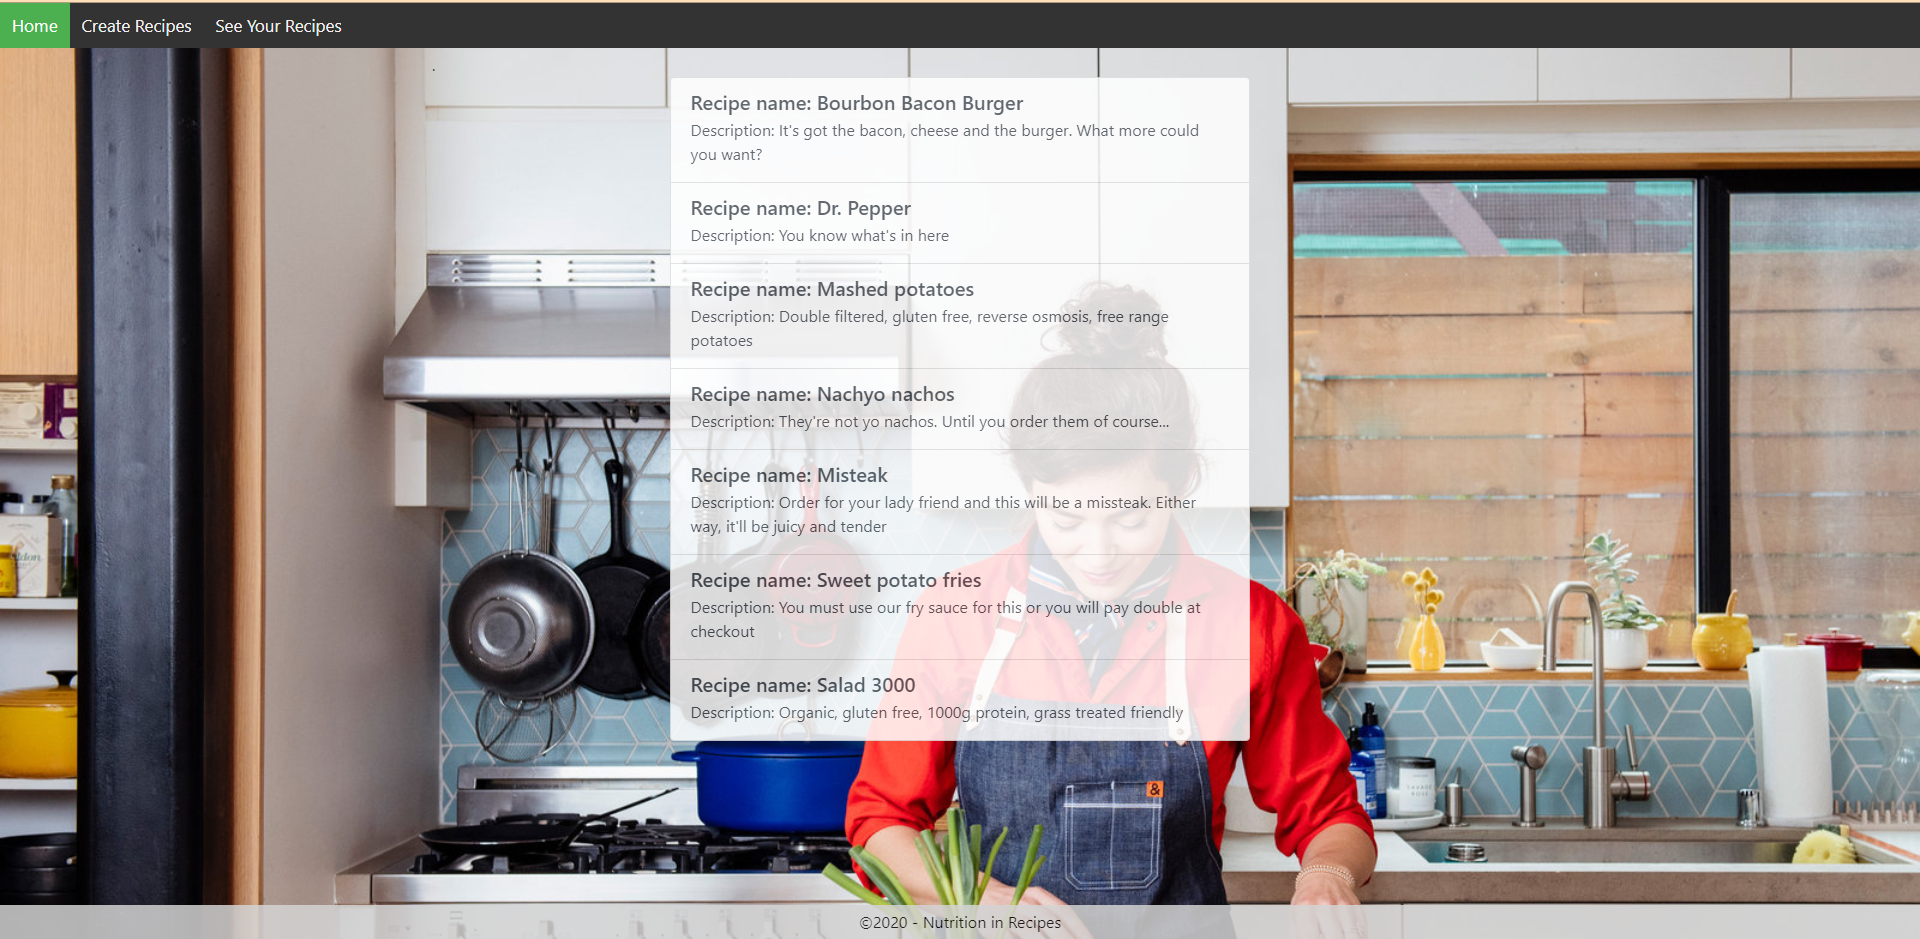 Home Create Recipes See Your Recipes
Recipe name: Bourbon Bacon Burger
Description: It's got the bacon, cheese and the burger. What more could
you want?
Recipe name: Dr. Pepper
Description: You know what's in here
Recipe name: Mashed potatoes
Description: Double filtered, gluten free, reverse osmosis, free range
potatoes
Recipe name: Nachyo nachos
Description: They're not yo nachos. Until you order them of course...
Recipe name: Misteak
Description: Order for your lady friend and this will be a missteak. Either
way, it'll be juicy and tender
Recipe name: Sweet potato fries
Description: You must use our fry sauce for this or you will pay double at
checkout
Recipe name: Salad 3000
Description: Organic, gluten free, 1000g protein, grass treated friendly
&
©2020 - Nutrition in Recipes